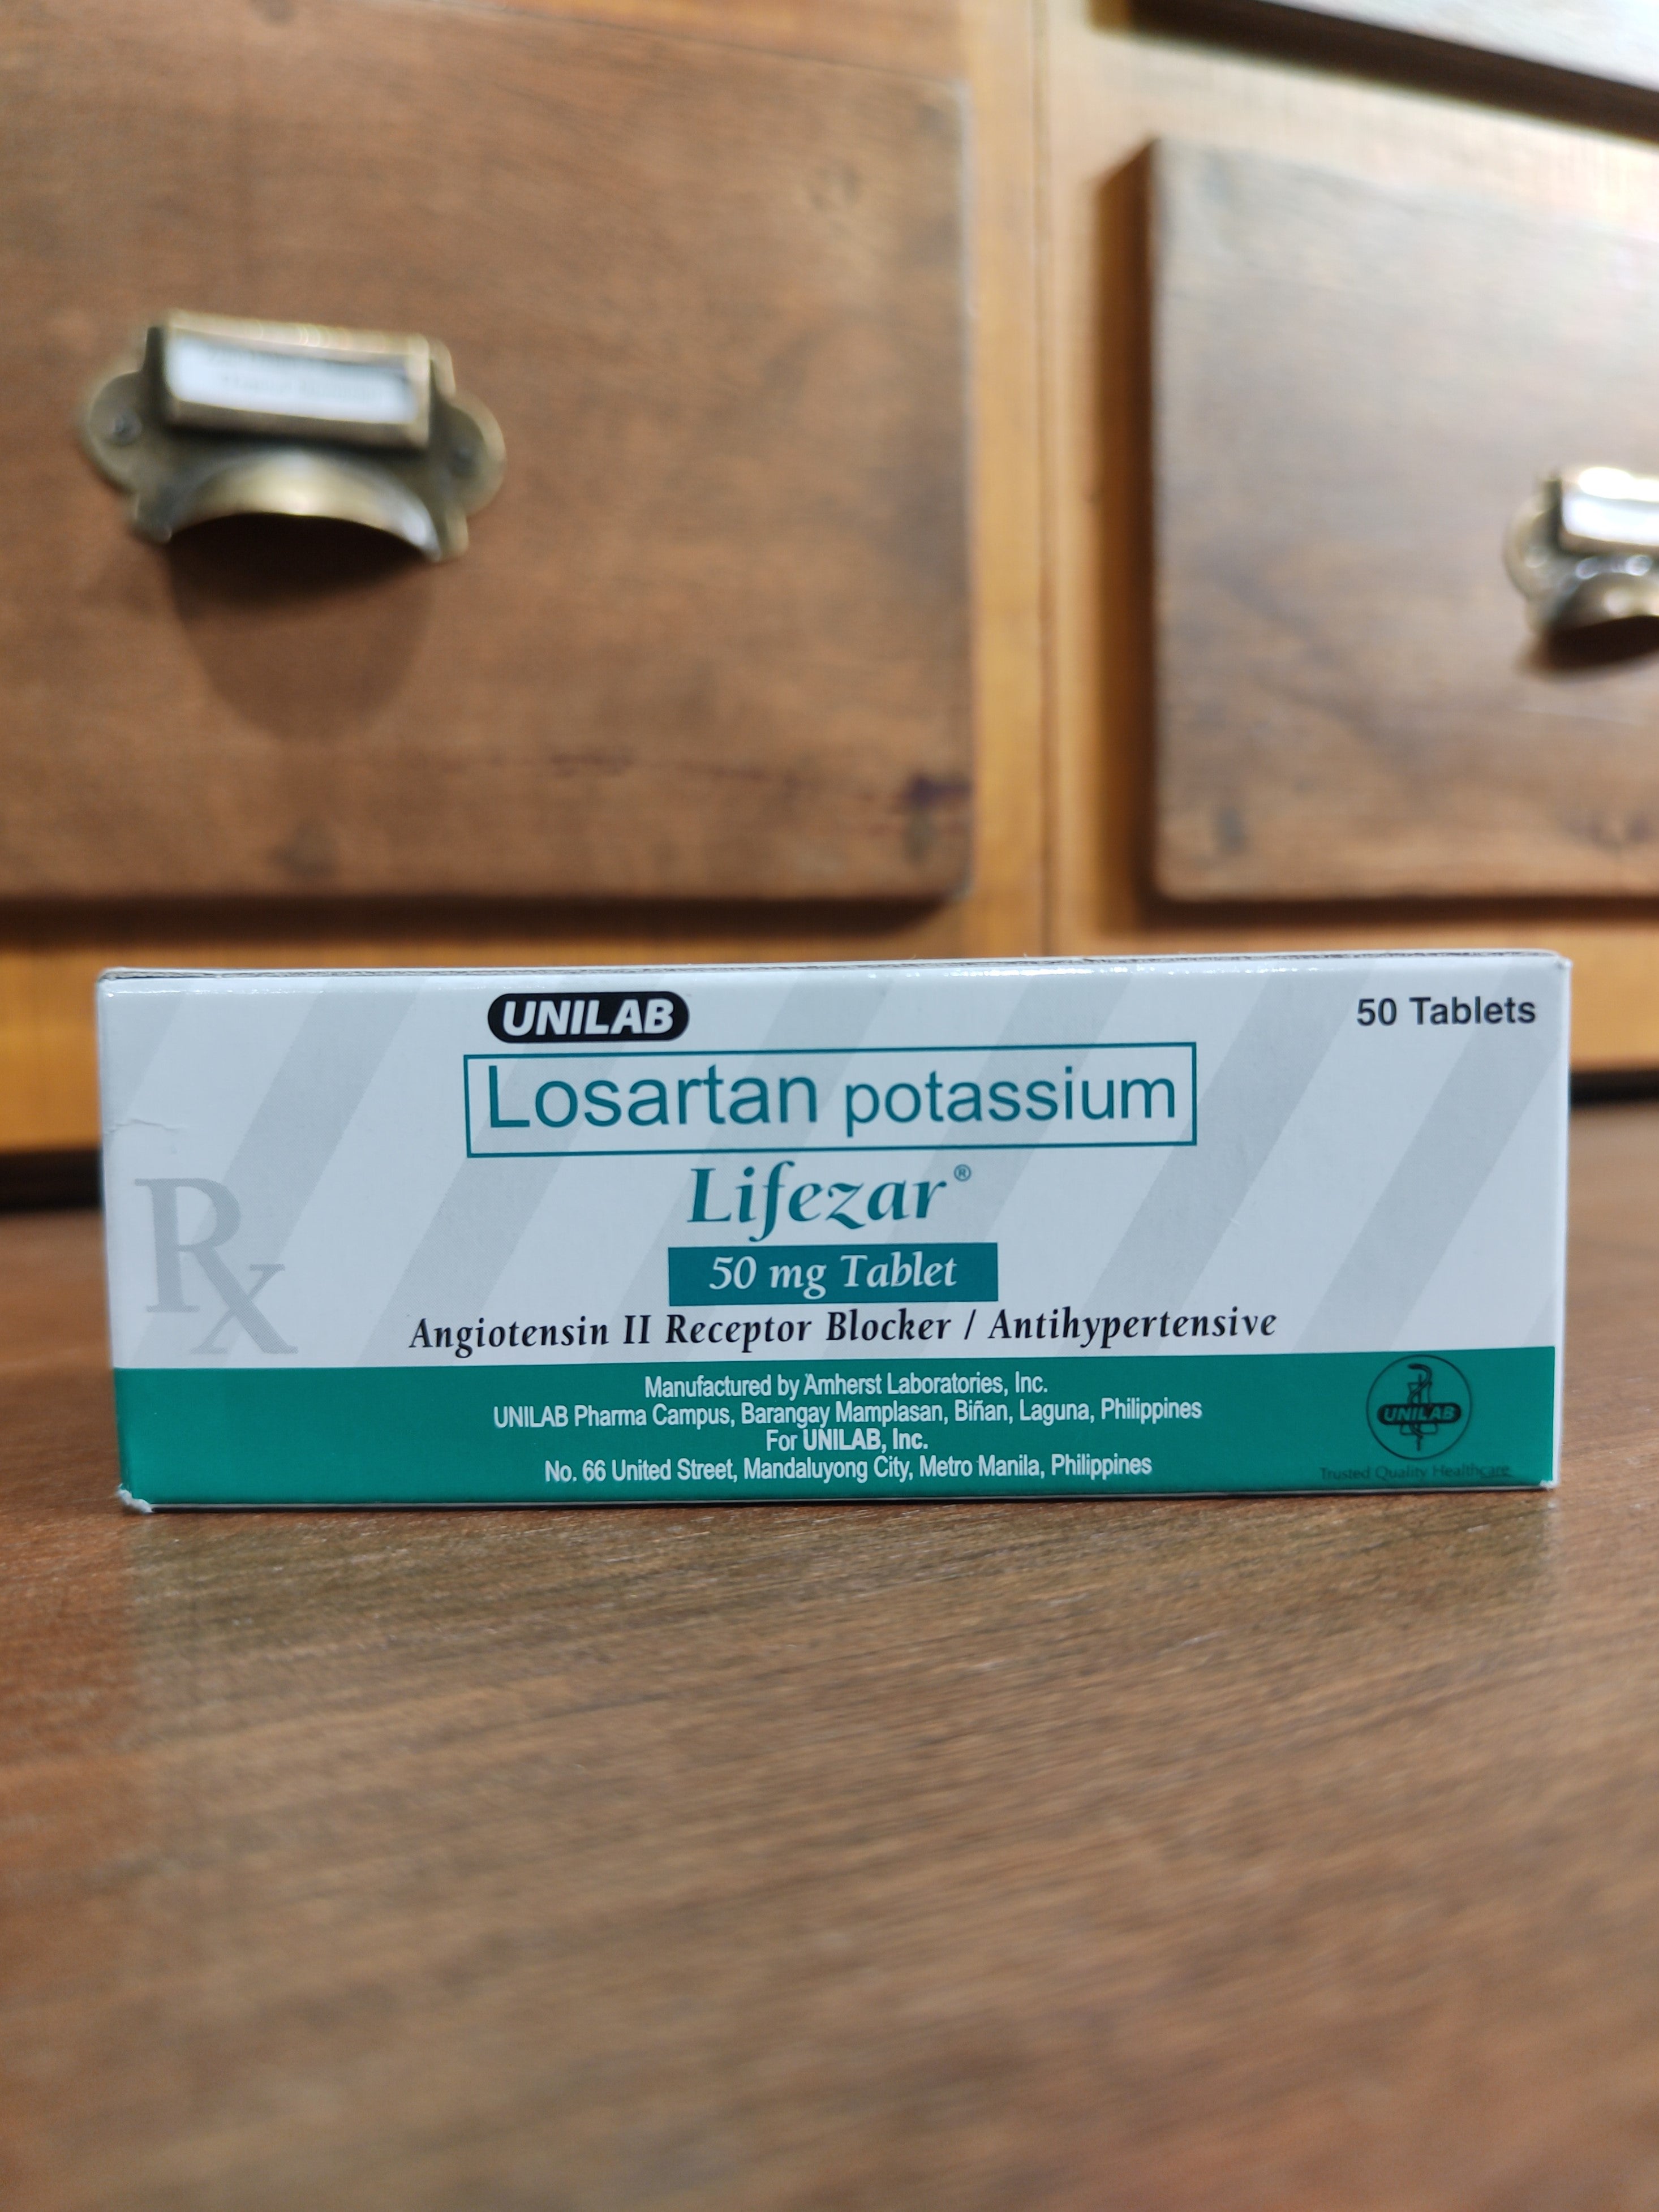 UNILAB
50 Tablets
Losartan potassium
Lifezar®
50 mg Tablet
Rx
Angiotensin II Receptor Blocker / Antihypertensive
Manufactured by Amherst Laboratories, Inc.
UNILAB Pharma Campus, Barangay Mamplasan, Biñan, Laguna, Philippines
For UNILAB, Inc.
No. 66 United Street, Mandaluyong City, Metro Manila, Philippines
UNILAB
Trusted Quality Healthcare